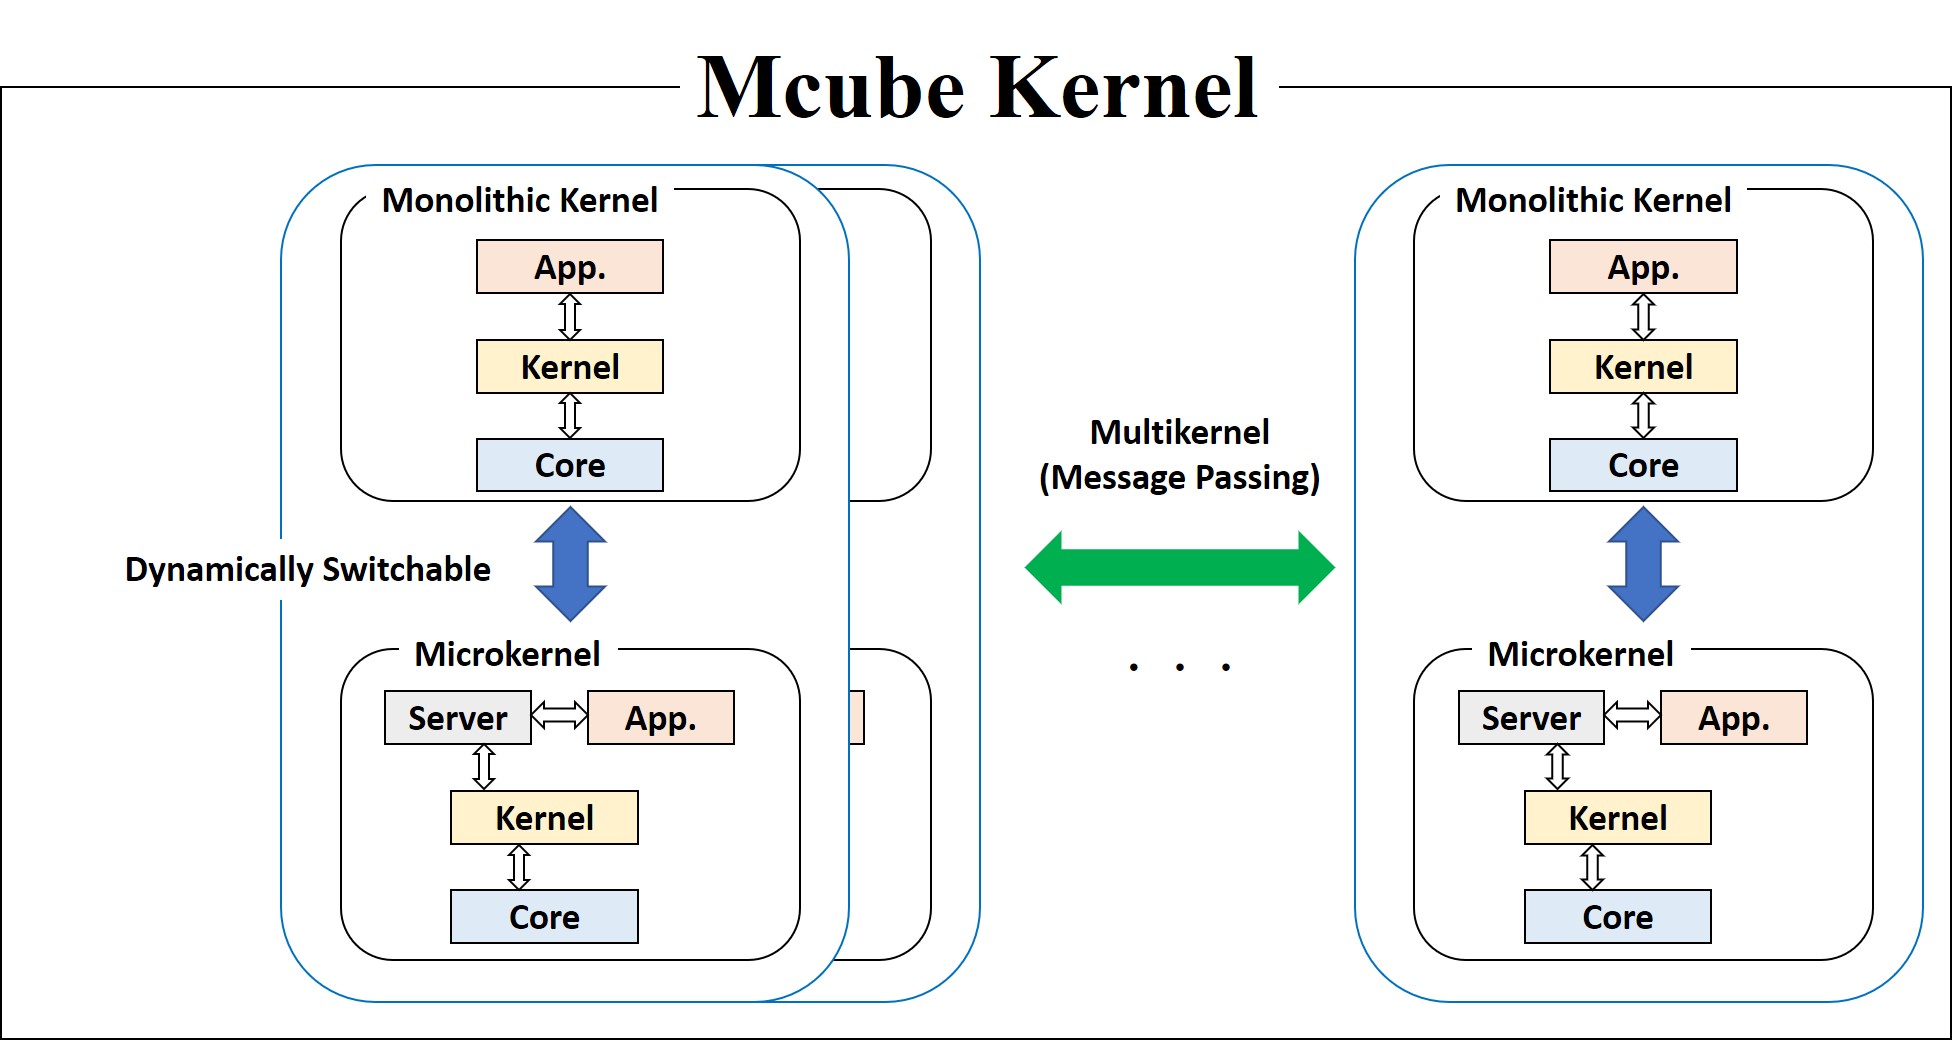 Mcube Kernel
Monolithic Kernel
App.
Kernel
Core
Dynamically Switchable
Microkernel
Server
App.
Kernel
Core
Multikernel
(Message Passing)
. . .
Monolithic Kernel
App.
Kernel
Core
Microkernel
Server
App.
Kernel
Core